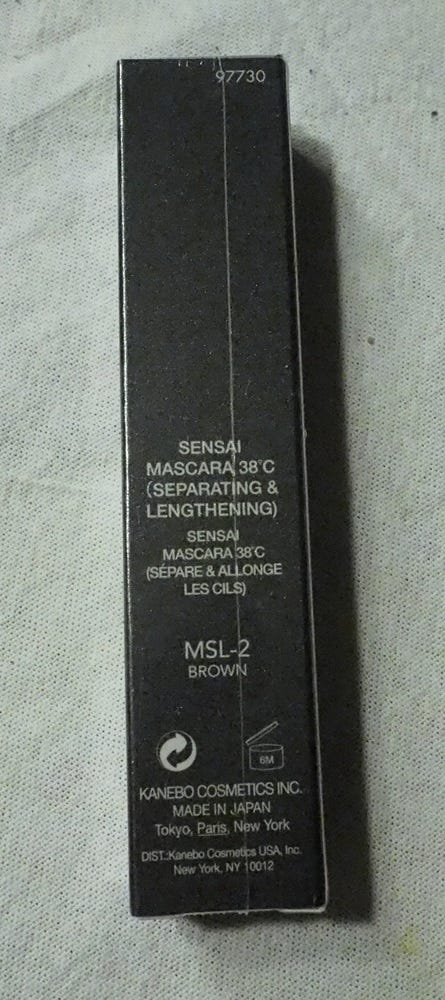 97730
SENSAI
MASCARA 38°C
(SEPARATING &
LENGTHENING)
SENSAI
MASCARA 38°C
(SÉPARE & ALLONGE
LES CILS)
MSL-2
BROWN
6M
KANEBO COSMETICS INC.
MADE IN JAPAN
Tokyo, Paris, New York
DIST.:Kanebo Cosmetics USA, Inc.
New York, NY 10012